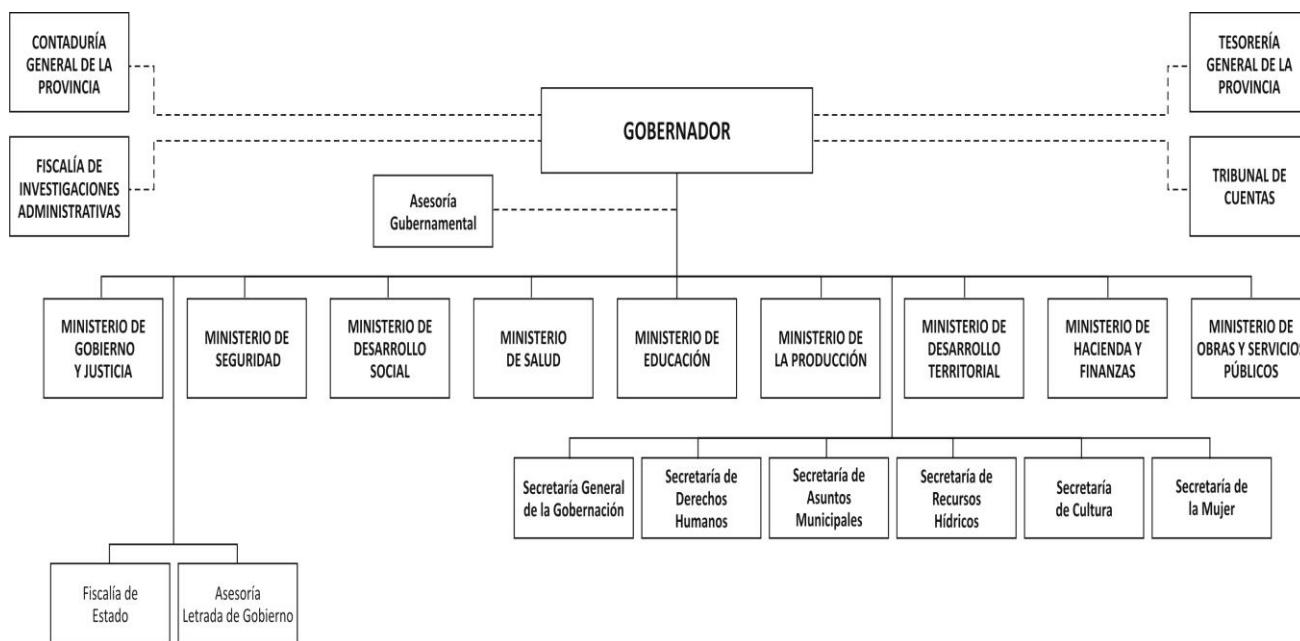 CONTADURÍA
GENERAL DE LA
PROVINCIA
TESORERÍA
GENERAL DE LA
PROVINCIA
GOBERNADOR
FISCALÍA DE
INVESTIGACIONES
ADMINISTRATIVAS
TRIBUNAL DE
CUENTAS
Asesoría
Gubernamental
MINISTERIO DE
GOBIERNO
Y JUSTICIA
MINISTERIO DE
SEGURIDAD
MINISTERIO DE
DESARROLLO
SOCIAL
MINISTERIO
DE SALUD
MINISTERIO DE
EDUCACIÓN
MINISTERIO DE
LA PRODUCCIÓN
MINISTERIO DE
DESARROLLO
TERRITORIAL
MINISTERIO DE
HACIENDA Y
FINANZAS
MINISTERIO DE
OBRAS Y SERVICIOS
PÚBLICOS
Secretaría General
de la Gobernación
Secretaría de
Derechos
Humanos
Secretaría de
Asuntos
Municipales
Secretaría de
Recursos
Hídricos
Secretaría
de Cultura
Secretaría de
la Mujer
Fiscalía de
Estado
Asesoría
Letrada de Gobierno